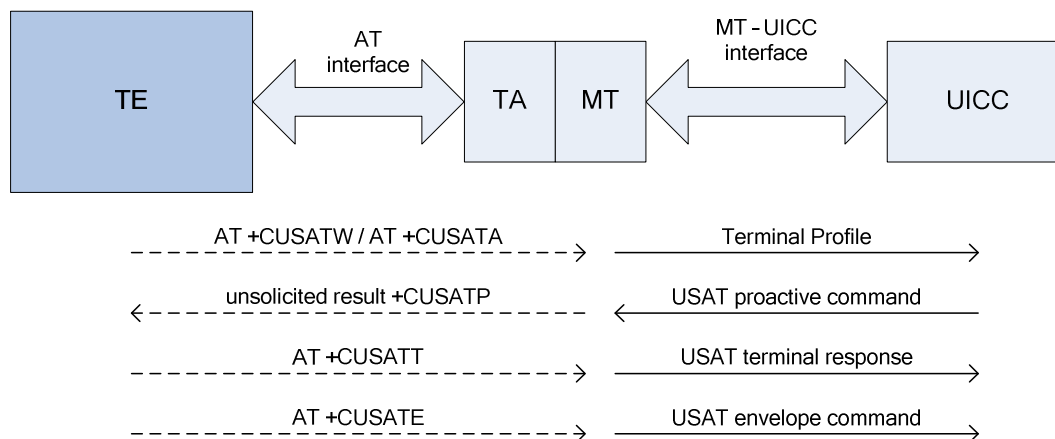 TE
AT
interface
TA
MT
MT - UICC
interface
UICC
AT +CUSATW / AT +CUSATA
Terminal Profile
unsolicited result +CUSATP
USAT proactive command
AT +CUSATT
USAT terminal response
AT +CUSATE
USAT envelope command